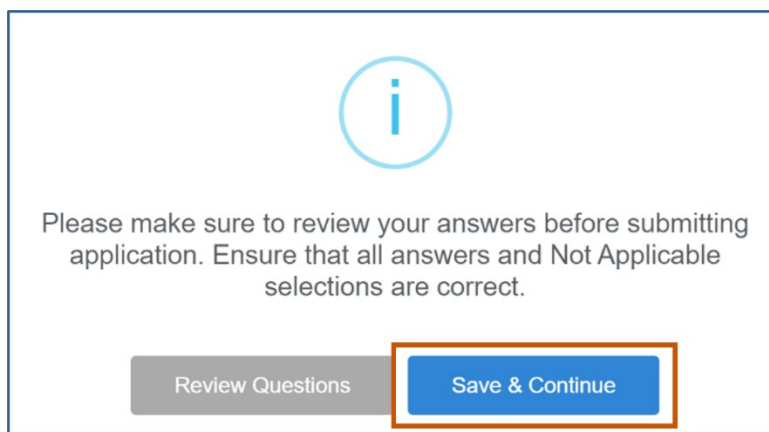 i
Please make sure to review your answers before submitting
application. Ensure that all answers and Not Applicable
selections are correct.
Review Questions Save & Continue